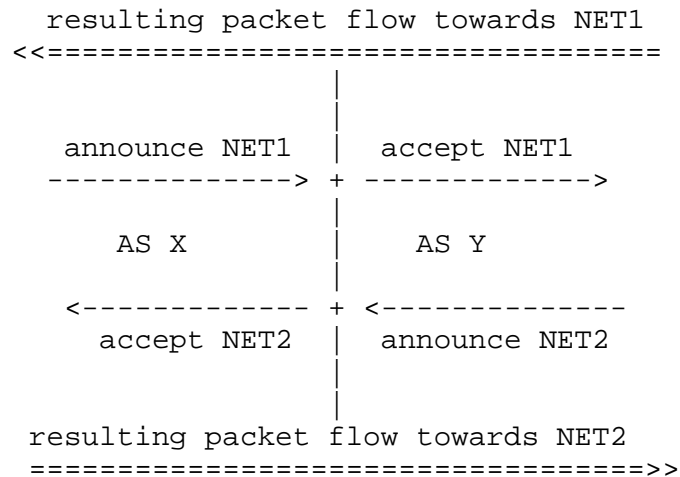 resulting packet flow towards NET1
<<===================================
|
|
announce NET1 | accept NET1
--------------> + ------------->
|
AS X | AS Y
|
<------------- + <--------------
accept NET2 | announce NET2
|
|
resulting packet flow towards NET2
===================================>>